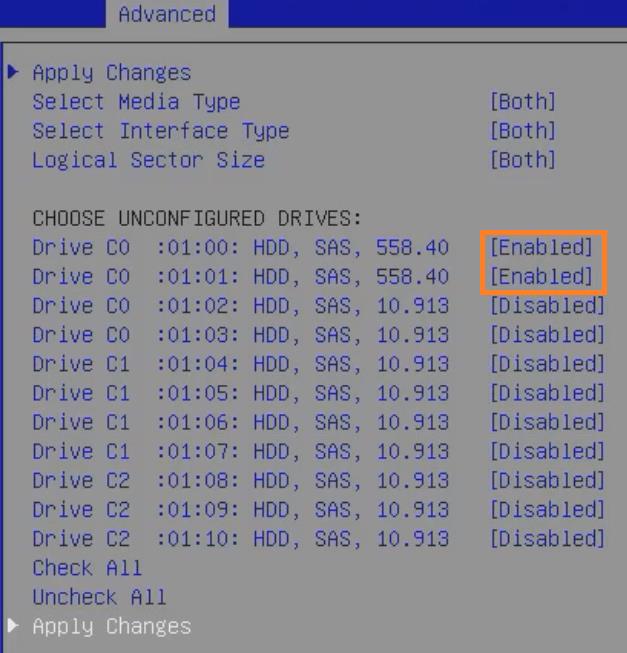 Advanced
Apply Changes
Select Media Type [Both]
Select Interface Type [Both]
Logical Sector Size [Both]
CHOOSE UNCONFIGURED DRIVES:
Drive C0 :01:00: HDD, SAS, 558.40 [Enabled]
Drive C0 :01:01: HDD, SAS, 558.40 [Enabled]
Drive C0 :01:02: HDD, SAS, 10.913 [Disabled]
Drive C0 :01:03: HDD, SAS, 10.913 [Disabled]
Drive C1 :01:04: HDD, SAS, 10.913 [Disabled]
Drive C1 :01:05: HDD, SAS, 10.913 [Disabled]
Drive C1 :01:06: HDD, SAS, 10.913 [Disabled]
Drive C1 :01:07: HDD, SAS, 10.913 [Disabled]
Drive C2 :01:08: HDD, SAS, 10.913 [Disabled]
Drive C2 :01:09: HDD, SAS, 10.913 [Disabled]
Drive C2 :01:10: HDD, SAS, 10.913 [Disabled]
Check All
Uncheck All
Apply Changes